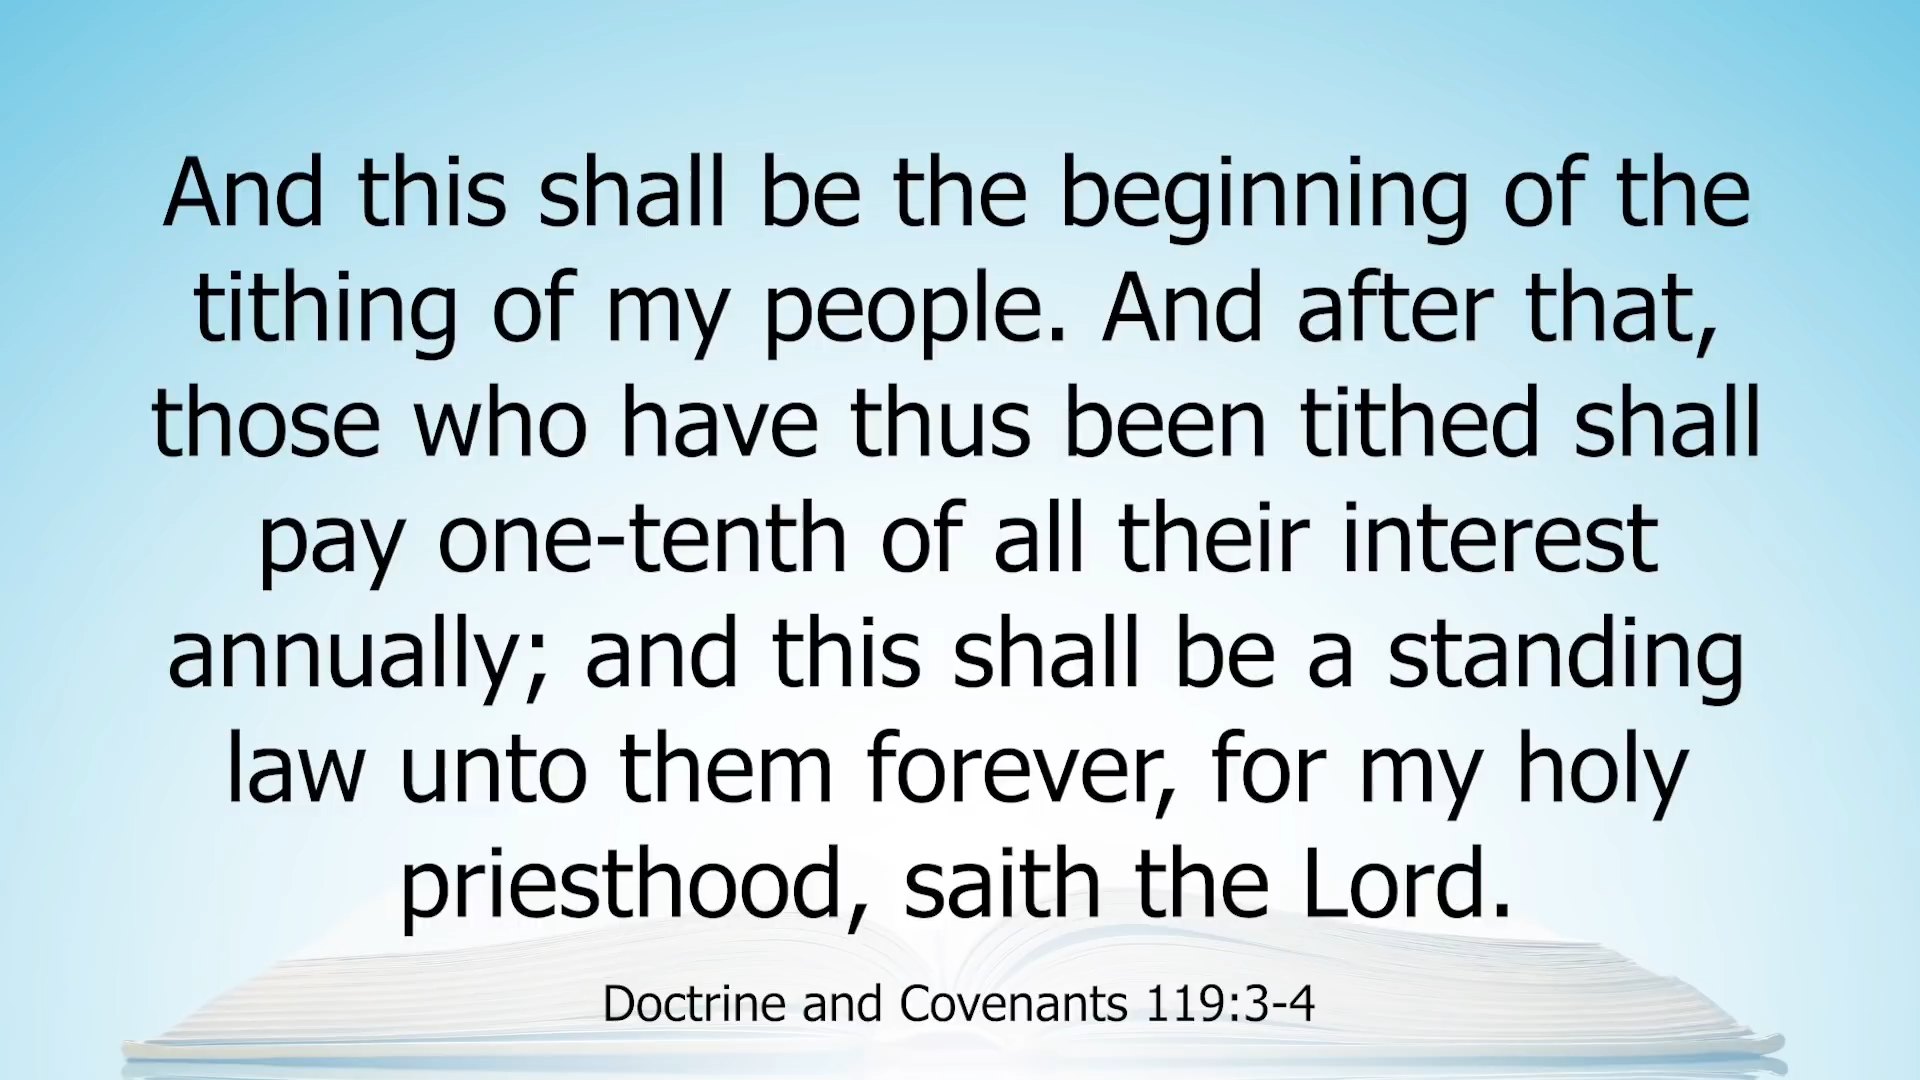 And this shall be the beginning of the
tithing of my people. And after that,
those who have thus been tithed shall
pay one-tenth of all their interest
annually; and this shall be a standing
law unto them forever, for my holy
priesthood, saith the Lord.
Doctrine and Covenants 119:3-4